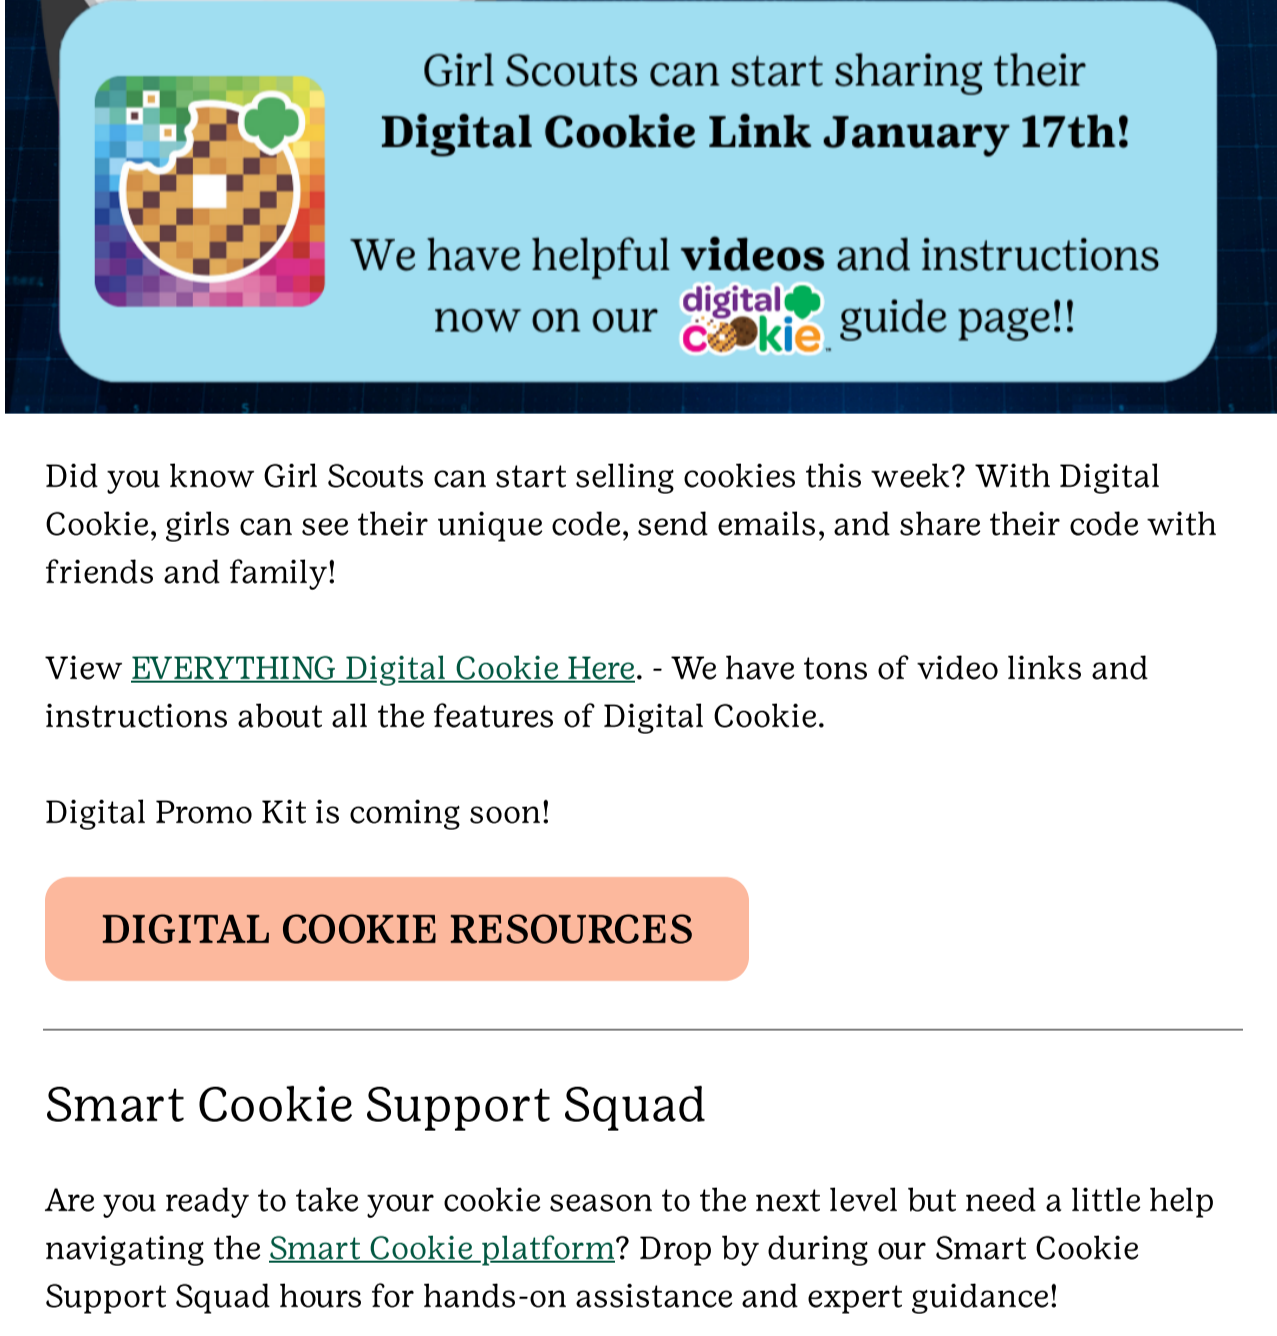 Girl Scouts can start sharing their
Digital Cookie Link January 17th!
We have helpful videos and instructions
now on our digital cookie guide page!!
Did you know Girl Scouts can start selling cookies this week? With Digital
Cookie, girls can see their unique code, send emails, and share their code with
friends and family!
View EVERYTHING Digital Cookie Here. - We have tons of video links and
instructions about all the features of Digital Cookie.
Digital Promo Kit is coming soon!
DIGITAL COOKIE RESOURCES
Smart Cookie Support Squad
Are you ready to take your cookie season to the next level but need a little help
navigating the Smart Cookie platform? Drop by during our Smart Cookie
Support Squad hours for hands-on assistance and expert guidance!